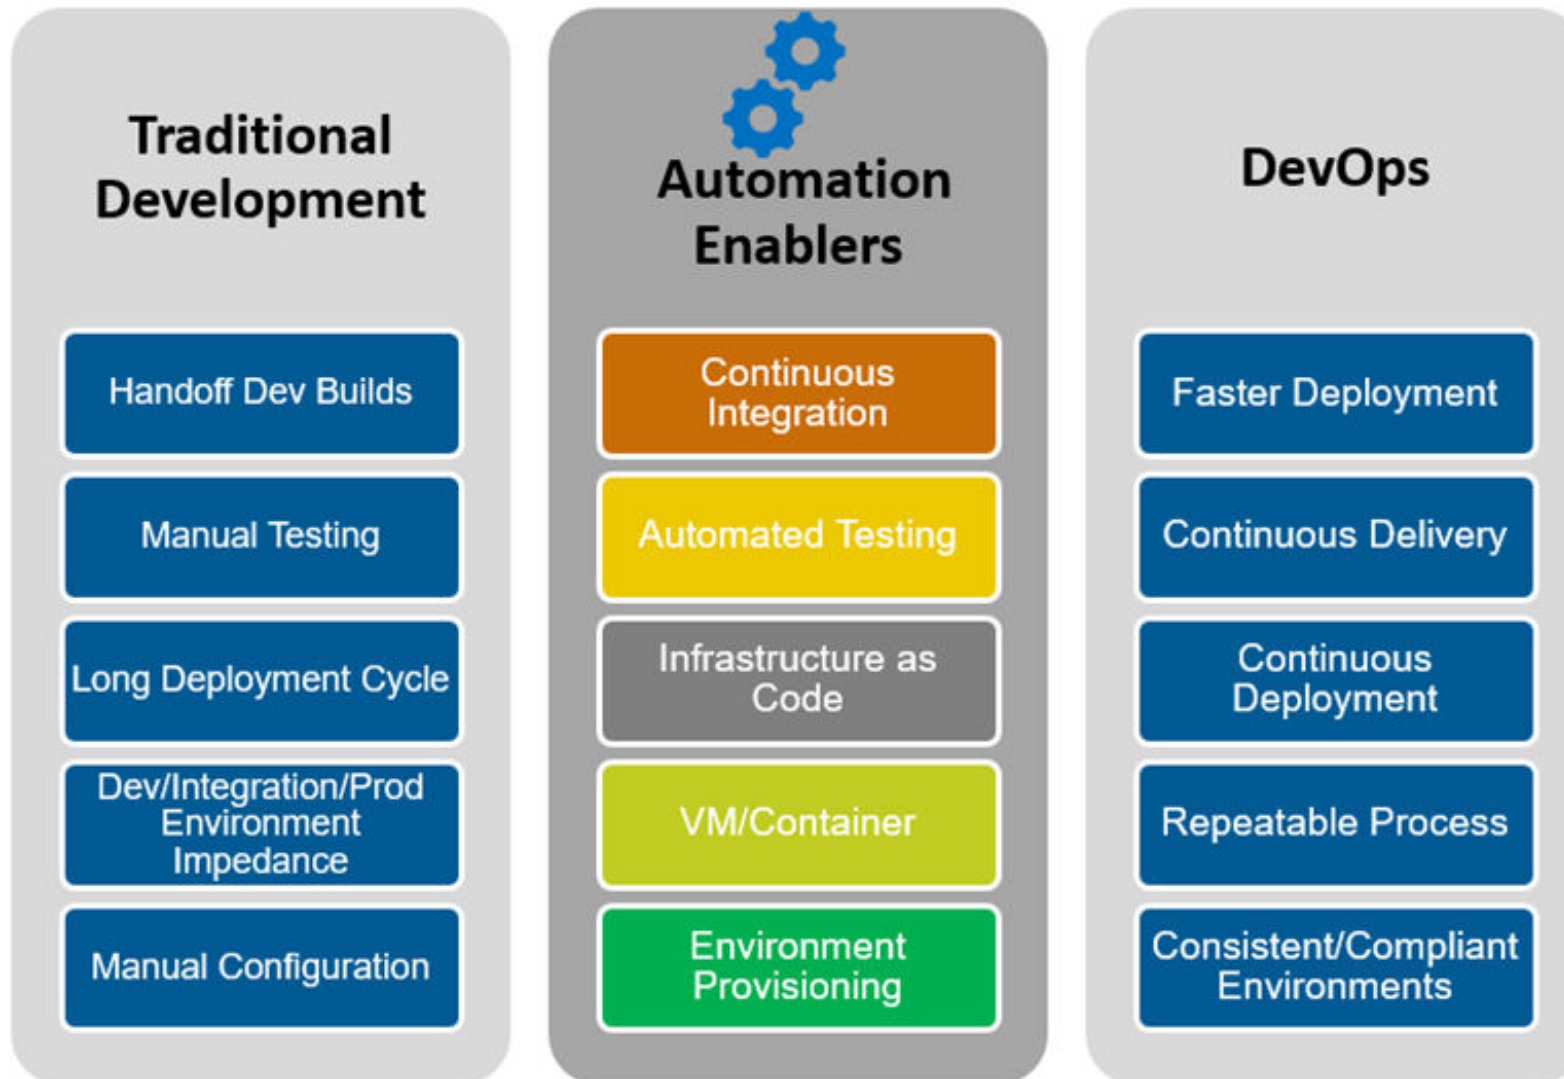 Traditional
Development
Handoff Dev Builds
Manual Testing
Long Deployment Cycle
Dev/Integration/Prod
Environment
Impedance
Manual Configuration
Automation
Enablers
Continuous
Integration
Automated Testing
Infrastructure as
Code
VM/Container
Environment
Provisioning
DevOps
Faster Deployment
Continuous Delivery
Continuous
Deployment
Repeatable Process
Consistent/Compliant
Environments